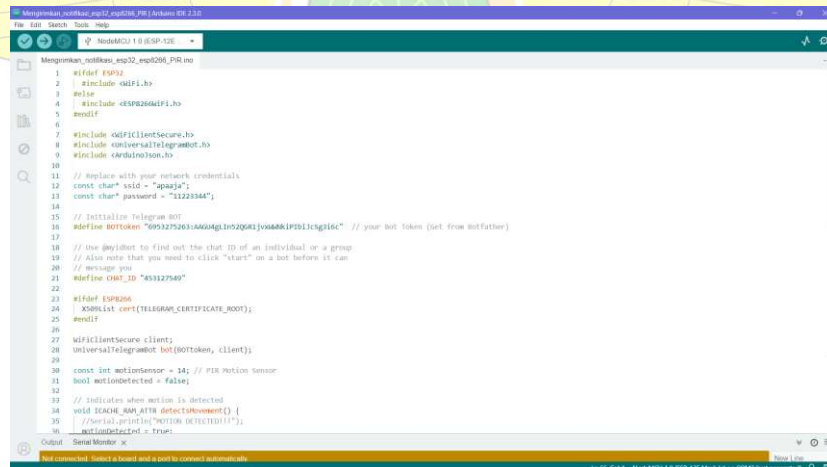 Mengirimkan_notifikasi_esp32_esp8266_PIR | Arduino IDE 2.3.0
File Edit Sketch Tools Help
NodeMCU 1.0 (ESP-12E ...
Mengirimkan_notifikasi_esp32_esp8266_PIR.ino
1 #ifdef ESP32
2 #include <WiFi.h>
3 #else
4 #include <ESP8266WiFi.h>
5 #endif
6
7 #include <WiFiClientSecure.h>
8 #include <UniversalTelegramBot.h>
9 #include <ArduinoJson.h>
10
11 // Replace with your network credentials
12 const char* ssid = "apaaja";
13 const char* password = "11223344";
14
15 // Initialize Telegram BOT
16 #define BOTtoken // your Bot Token (Get from Botfather)
17
18 // Use @myidbot to find out the chat ID of an individual or a group
19 // Also note that you need to click "start" on a bot before it can
20 // message you
21 #define CHAT_ID "453127549"
22
23 #ifdef ESP8266
24 X509List cert(TELEGRAM_CERTIFICATE_ROOT);
25 #endif
26
27 WiFiClientSecure client;
28 UniversalTelegramBot bot(BOTtoken, client);
29
30 const int motionSensor = 14; // PIR Motion Sensor
31 bool motionDetected = false;
32
33 // Indicates when motion is detected
34 void ICACHE_RAM_ATTR detectsMovement() {
35 //Serial.println("MOTION DETECTED!!!");
36 motionDetected = true;
Output Serial Monitor x
Not connected. Select a board and a port to connect automatically.
New Line